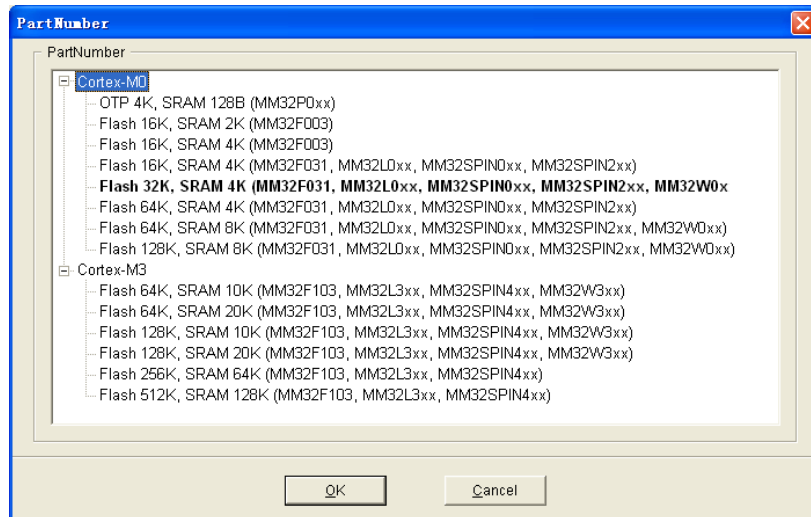 PartNumber
PartNumber
Cortex-M0
OTP 4K, SRAM 128B (MM32P0xx)
Flash 16K, SRAM 2K (MM32F003)
Flash 16K, SRAM 4K (MM32F003)
Flash 16K, SRAM 4K (MM32F031, MM32L0xx, MM32SPIN0xx, MM32SPIN2xx)
Flash 32K, SRAM 4K (MM32F031, MM32L0xx, MM32SPIN0xx, MM32SPIN2xx, MM32W0x
Flash 64K, SRAM 4K (MM32F031, MM32L0xx, MM32SPIN0xx, MM32SPIN2xx)
Flash 64K, SRAM 8K (MM32F031, MM32L0xx, MM32SPIN0xx, MM32SPIN2xx, MM32W0xx)
Flash 128K, SRAM 8K (MM32F031, MM32L0xx, MM32SPIN0xx, MM32SPIN2xx, MM32W0xx)
Cortex-M3
Flash 64K, SRAM 10K (MM32F103, MM32L3xx, MM32SPIN4xx, MM32W3xx)
Flash 64K, SRAM 20K (MM32F103, MM32L3xx, MM32SPIN4xx, MM32W3xx)
Flash 128K, SRAM 10K (MM32F103, MM32L3xx, MM32SPIN4xx, MM32W3xx)
Flash 128K, SRAM 20K (MM32F103, MM32L3xx, MM32SPIN4xx, MM32W3xx)
Flash 256K, SRAM 64K (MM32F103, MM32L3xx, MM32SPIN4xx)
Flash 512K, SRAM 128K (MM32F103, MM32L3xx, MM32SPIN4xx)
OK Cancel